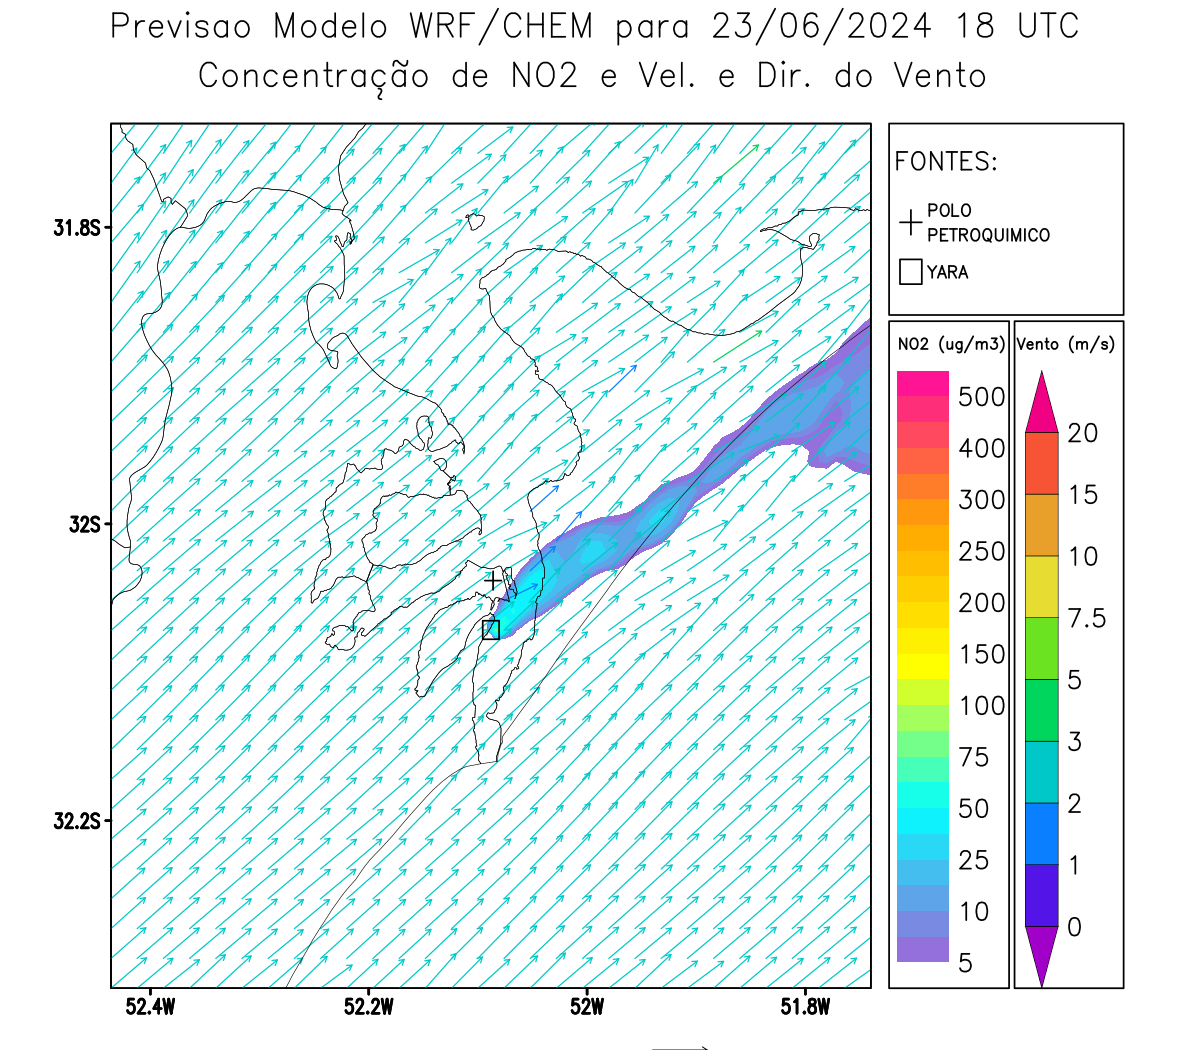 Previsao Modelo WRF/CHEM para 23/06/2024 18 UTC
Concentração de NO2 e Vel. e Dir. do Vento
FONTES:
POLO
PETROQUIMICO
YARA
31.8S
32S
32.2S
52.4W
52.2W
52W
51.8W
NO2 (ug/m3)
500
400
300
250
200
150
100
75
50
25
10
5
Vento (m/s)
20
15
10
7.5
5
3
2
1
0